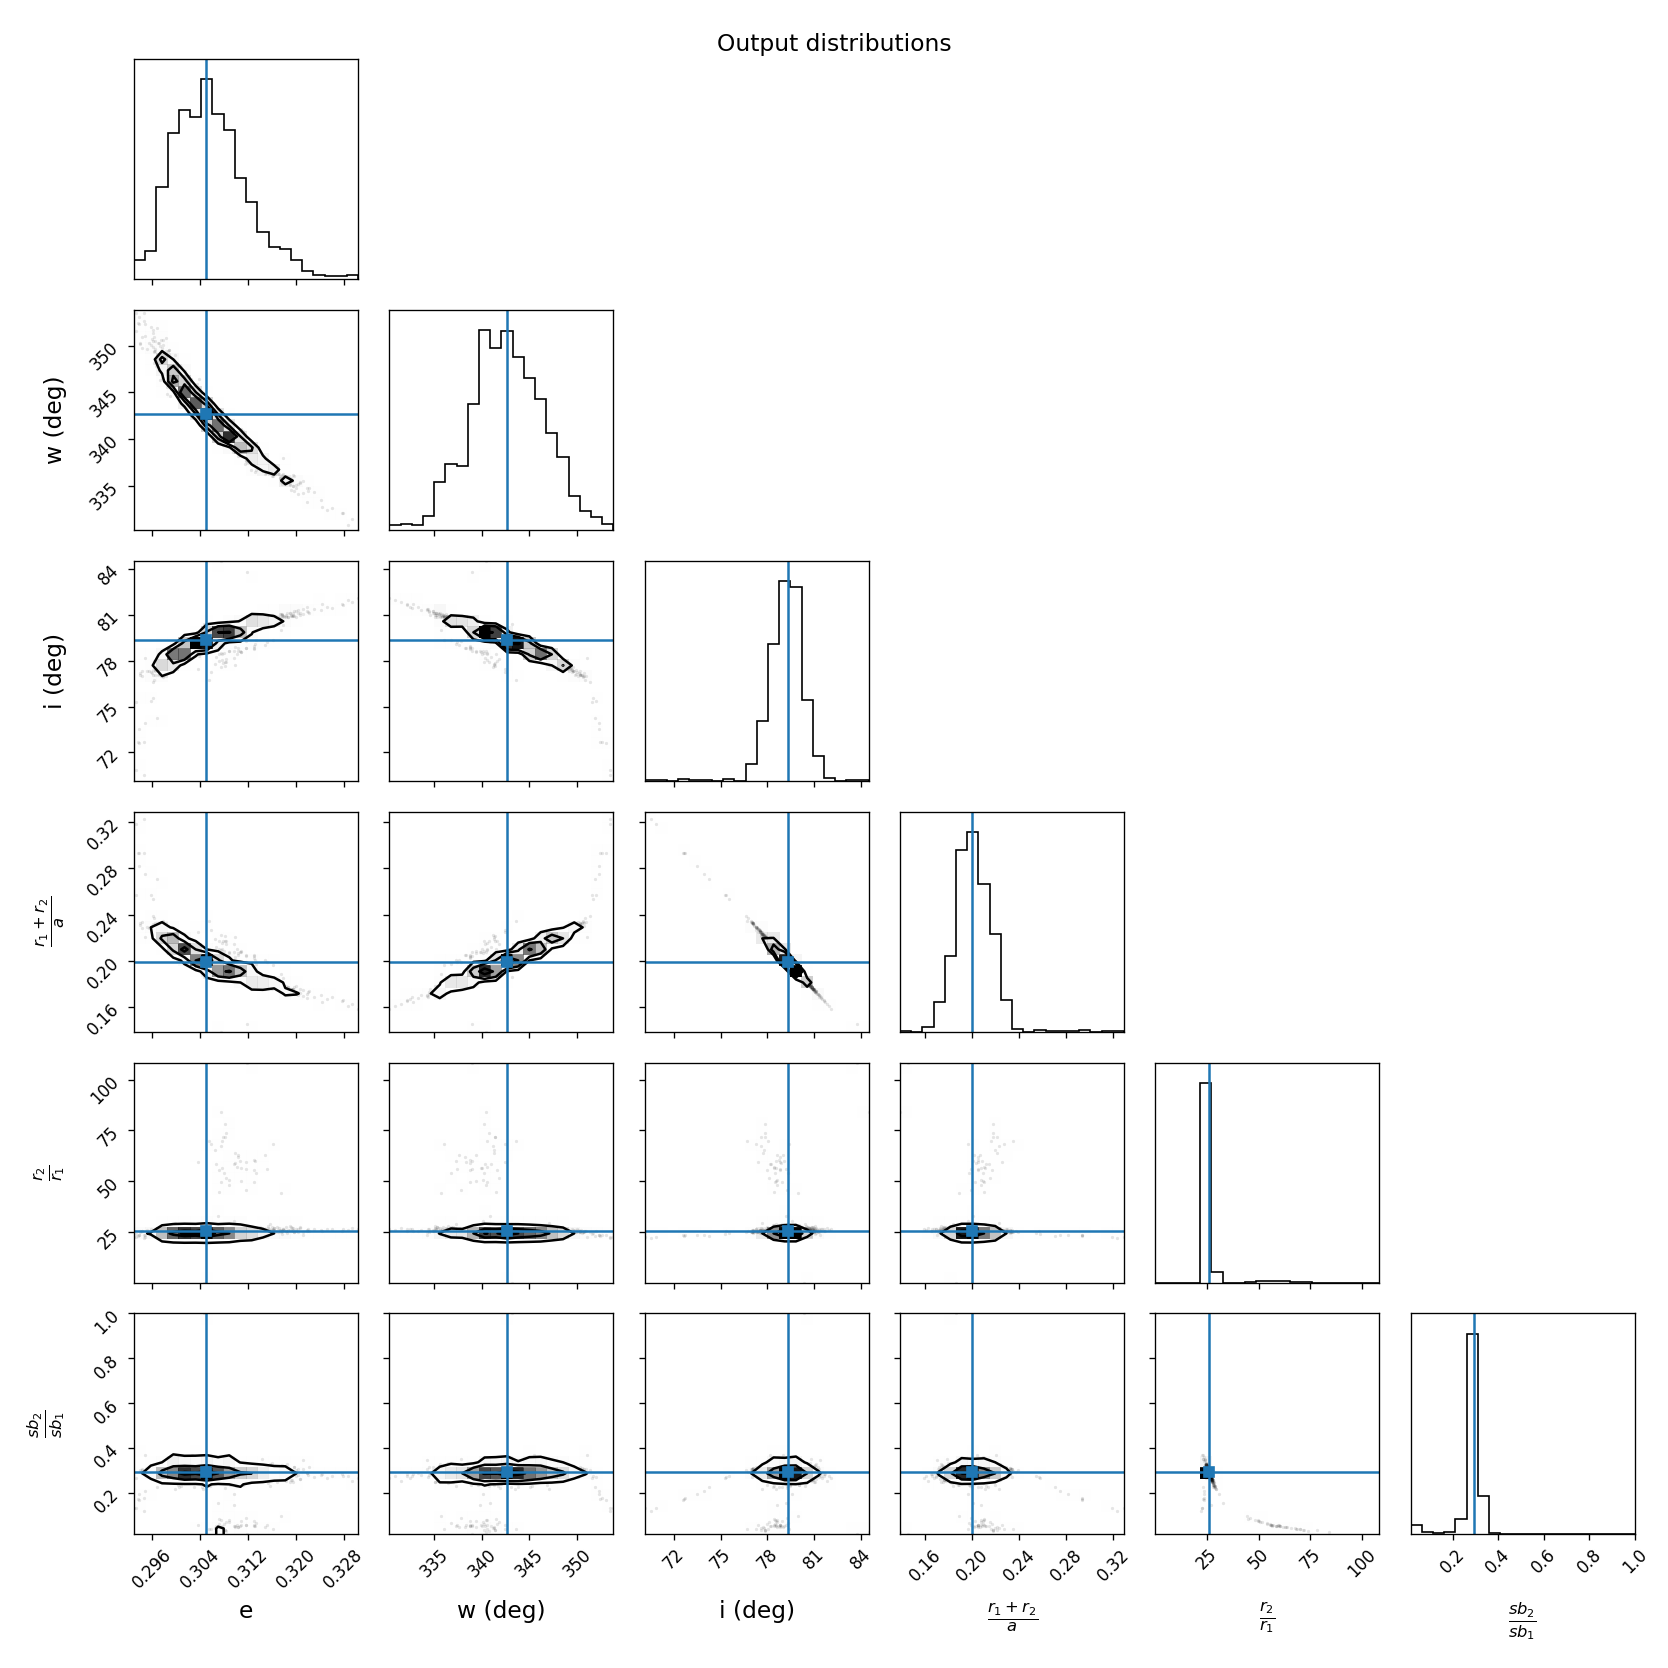 Output distributions
350
345
340
335
w (deg)
84
81
78
75
72
i (deg)
0.32
0.28
0.24
0.20
0.16
r₁ + r₂
a
100
75
50
25
r₂
r₁
1.0
0.8
0.6
0.4
0.2
sb₂
sb₁
0.296 0.304 0.312 0.320 0.328
335 340 345 350
72 75 78 81 84
0.16 0.20 0.24 0.28 0.32
25 50 75 100
0.2 0.4 0.6 0.8 1.0
e
w (deg)
i (deg)
r₁ + r₂
a
r₂
r₁
sb₂
sb₁